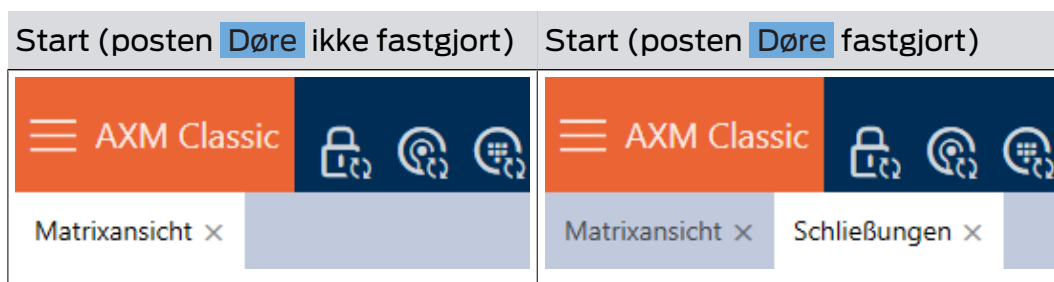 Start (posten Døre ikke fastgjort)
Start (posten Døre fastgjort)
AXM Classic
Matrixansicht ×
AXM Classic
Matrixansicht ×
Schließungen ×